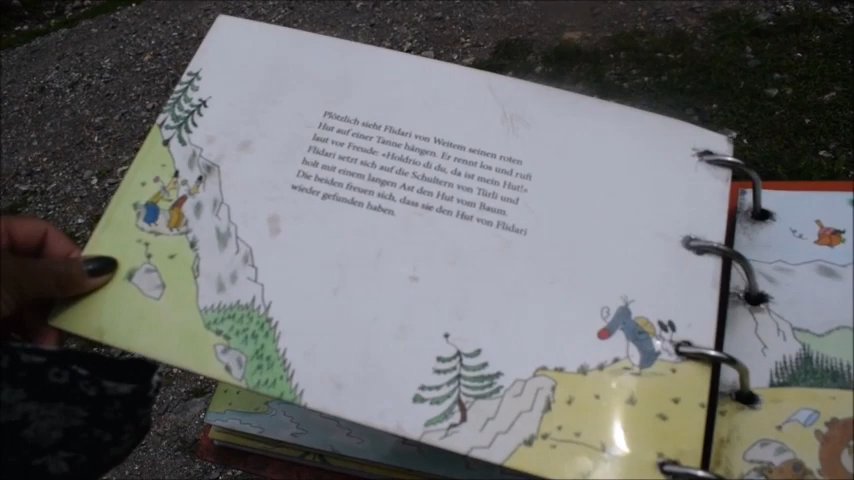 Plötzlich sieht Flidari von Weitem seinen roten
Hut auf einer Tanne hängen. Er rennt los und ruft
laut vor Freude: «Holdrio di du, da ist mein Hut!»
Flidari setzt sich auf die Schultern von Türli und
holt mit einem langen Ast den Hut vom Baum.
Die beiden freuen sich, dass sie den Hut von Flidari
wieder gefunden haben.